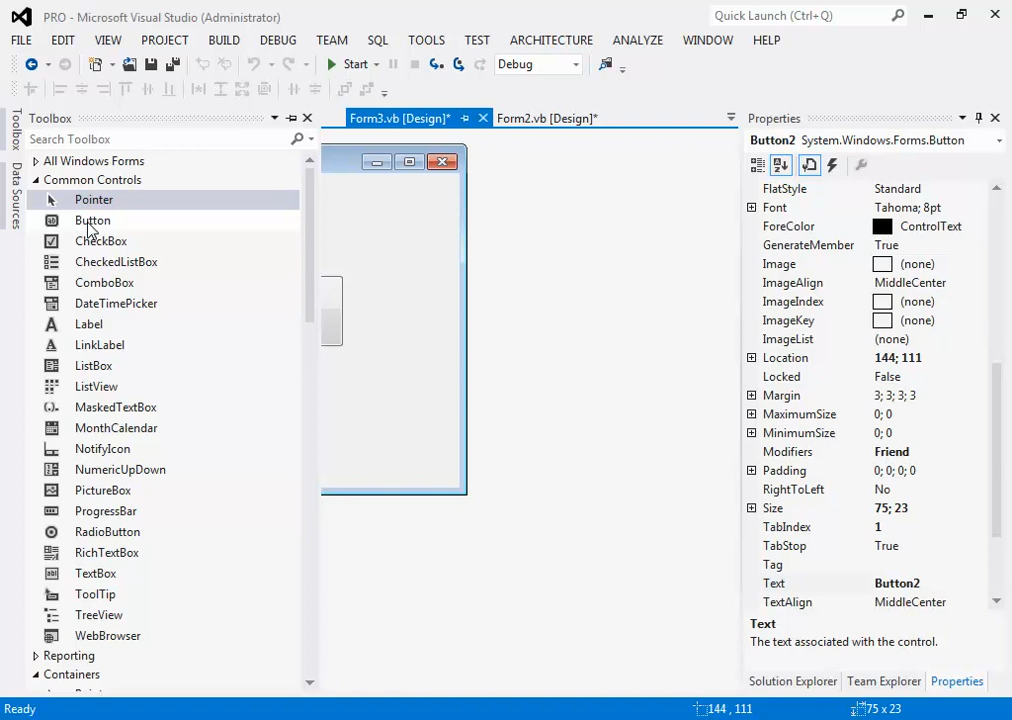 PRO - Microsoft Visual Studio (Administrator)
Quick Launch (Ctrl+Q)
FILE EDIT VIEW PROJECT BUILD DEBUG TEAM SQL TOOLS TEST ARCHITECTURE ANALYZE WINDOW HELP
Start
Debug
Toolbox
Data Sources
Toolbox
Search Toolbox
All Windows Forms
Common Controls
Pointer
Button
CheckBox
CheckedListBox
ComboBox
DateTimePicker
Label
LinkLabel
ListBox
ListView
MaskedTextBox
MonthCalendar
NotifyIcon
NumericUpDown
PictureBox
ProgressBar
RadioButton
RichTextBox
TextBox
ToolTip
TreeView
WebBrowser
Reporting
Containers
Form3.vb [Design]*
Form2.vb [Design]*
Properties
Button2 System.Windows.Forms.Button
FlatStyle Standard
Font Tahoma; 8pt
ForeColor ControlText
GenerateMember True
Image (none)
ImageAlign MiddleCenter
ImageIndex (none)
ImageKey (none)
ImageList (none)
Location 144; 111
Locked False
Margin 3; 3; 3; 3
MaximumSize 0; 0
MinimumSize 0; 0
Modifiers Friend
Padding 0; 0; 0; 0
RightToLeft No
Size 75; 23
TabIndex 1
TabStop True
Tag
Text Button2
TextAlign MiddleCenter
Text
The text associated with the control.
Solution Explorer Team Explorer Properties
Ready
144 , 111
75 x 23